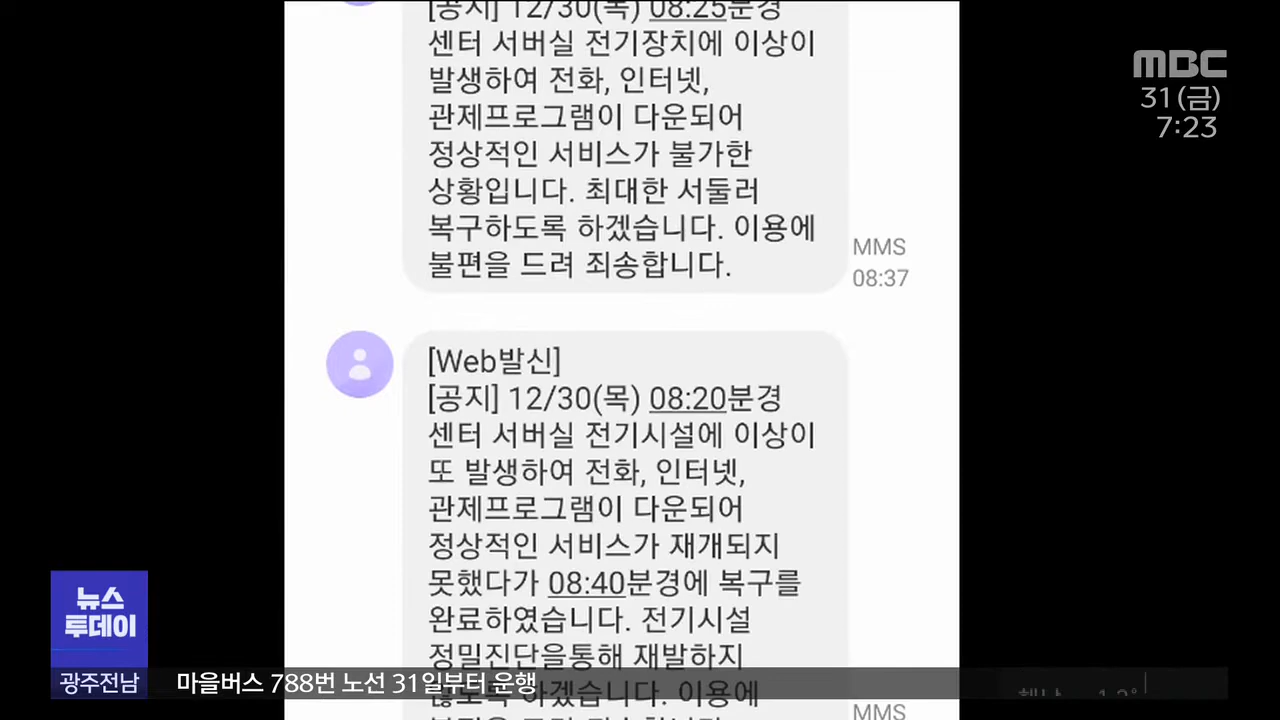 [공지] 12/30(목) 08:25분경
센터 서버실 전기장치에 이상이
발생하여 전화, 인터넷,
관제프로그램이 다운되어
정상적인 서비스가 불가한
상황입니다. 최대한 서둘러
복구하도록 하겠습니다. 이용에
불편을 드려 죄송합니다.
MMS
08:37
[Web발신]
[공지] 12/30(목) 08:20분경
센터 서버실 전기시설에 이상이
또 발생하여 전화, 인터넷,
관제프로그램이 다운되어
정상적인 서비스가 재개되지
못했다가 08:40분경에 복구를
완료하였습니다. 전기시설
정밀진단을통해 재발하지
않도록 하겠습니다. 이용에
MMS
MBC
31(금)
7:23
뉴스
투데이
광주전남
마을버스 788번 노선 31일부터 운행